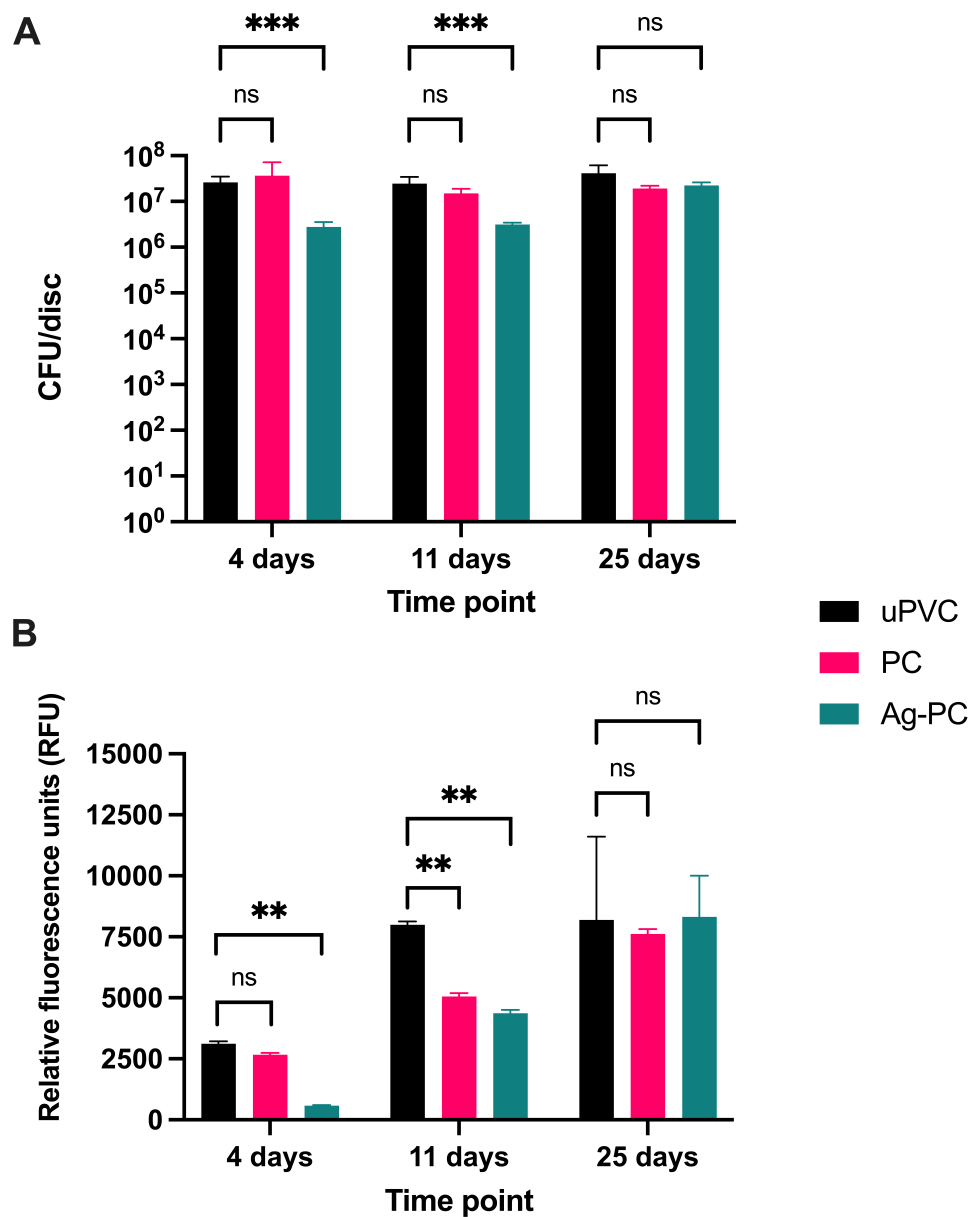 A
*** *** ns
ns ns ns
10⁸
10⁷
10⁶
10⁵
10⁴
10³
10²
10¹
10⁰
CFU/disc
4 days 11 days 25 days
Time point
uPVC
PC
Ag-PC
B
ns
ns
**
**
**
ns
15000
12500
10000
7500
5000
2500
0
Relative fluorescence units (RFU)
4 days 11 days 25 days
Time point